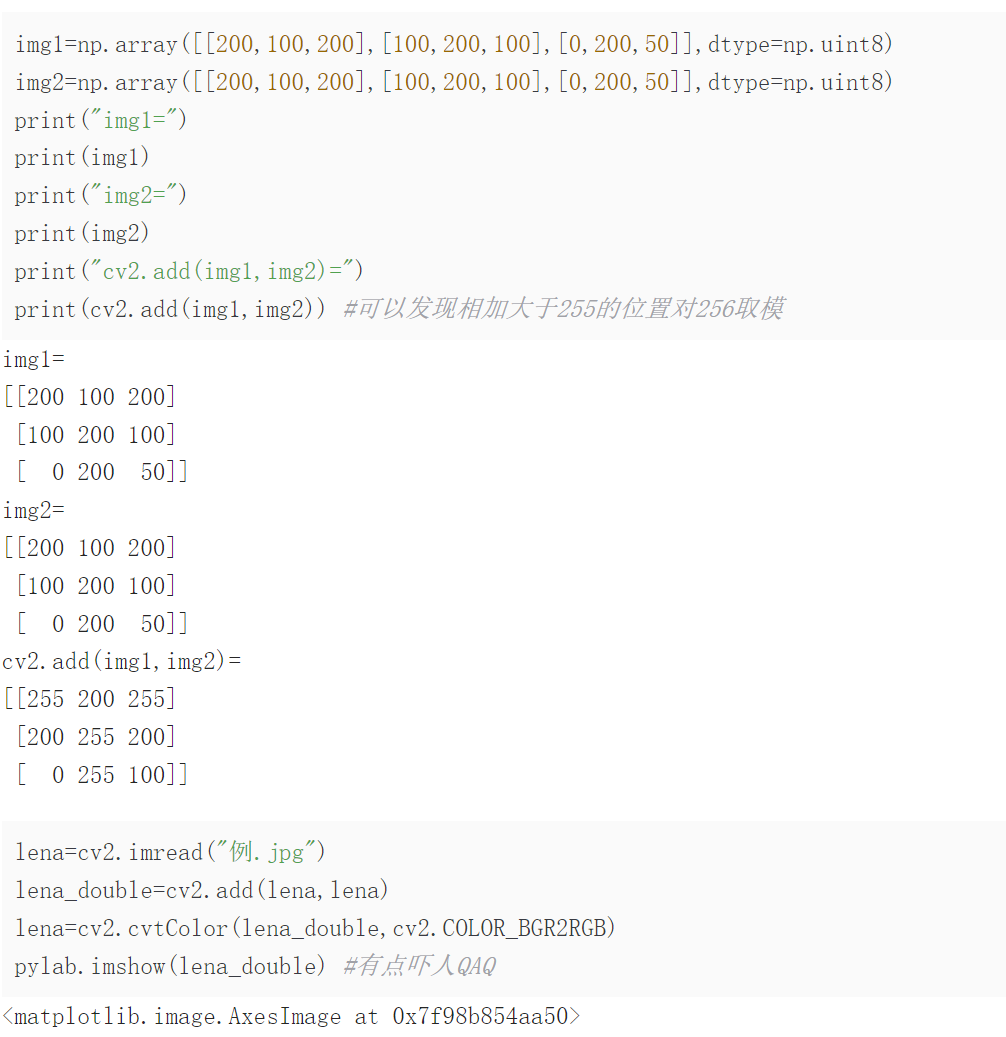 img1=np.array([[200,100,200],[100,200,100],[0,200,50]],dtype=np.uint8)
img2=np.array([[200,100,200],[100,200,100],[0,200,50]],dtype=np.uint8)
print("img1=")
print(img1)
print("img2=")
print(img2)
print("cv2.add(img1,img2)=")
print(cv2.add(img1,img2)) #可以发现相加大于255的位置对256取模
img1=
[[200 100 200]
 [100 200 100]
 [  0 200  50]]
img2=
[[200 100 200]
 [100 200 100]
 [  0 200  50]]
cv2.add(img1,img2)=
[[255 200 255]
 [200 255 200]
 [  0 255 100]]
lena=cv2.imread("例.jpg")
lena_double=cv2.add(lena,lena)
lena=cv2.cvtColor(lena_double,cv2.COLOR_BGR2RGB)
pylab.imshow(lena_double) #有点吓人QAQ
<matplotlib.image.AxesImage at 0x7f98b854aa50>